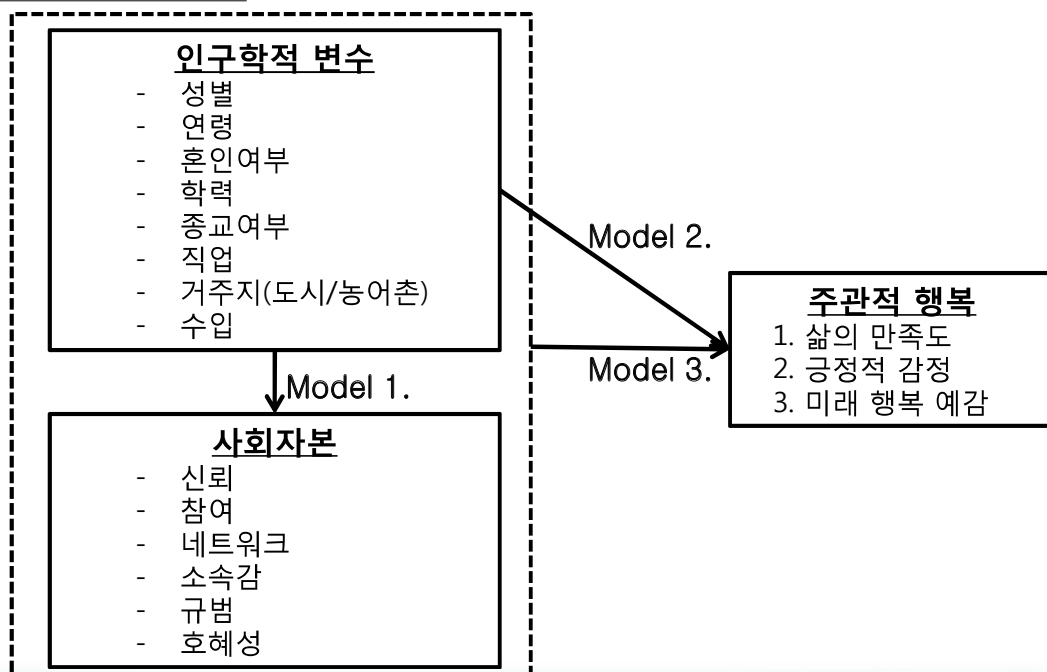 인구학적 변수
- 성별
- 연령
- 혼인여부
- 학력
- 종교여부
- 직업
- 거주지(도시/농어촌)
- 수입
Model 1.
사회자본
- 신뢰
- 참여
- 네트워크
- 소속감
- 규범
- 호혜성
Model 2.
Model 3.
주관적 행복
1. 삶의 만족도
2. 긍정적 감정
3. 미래 행복 예감